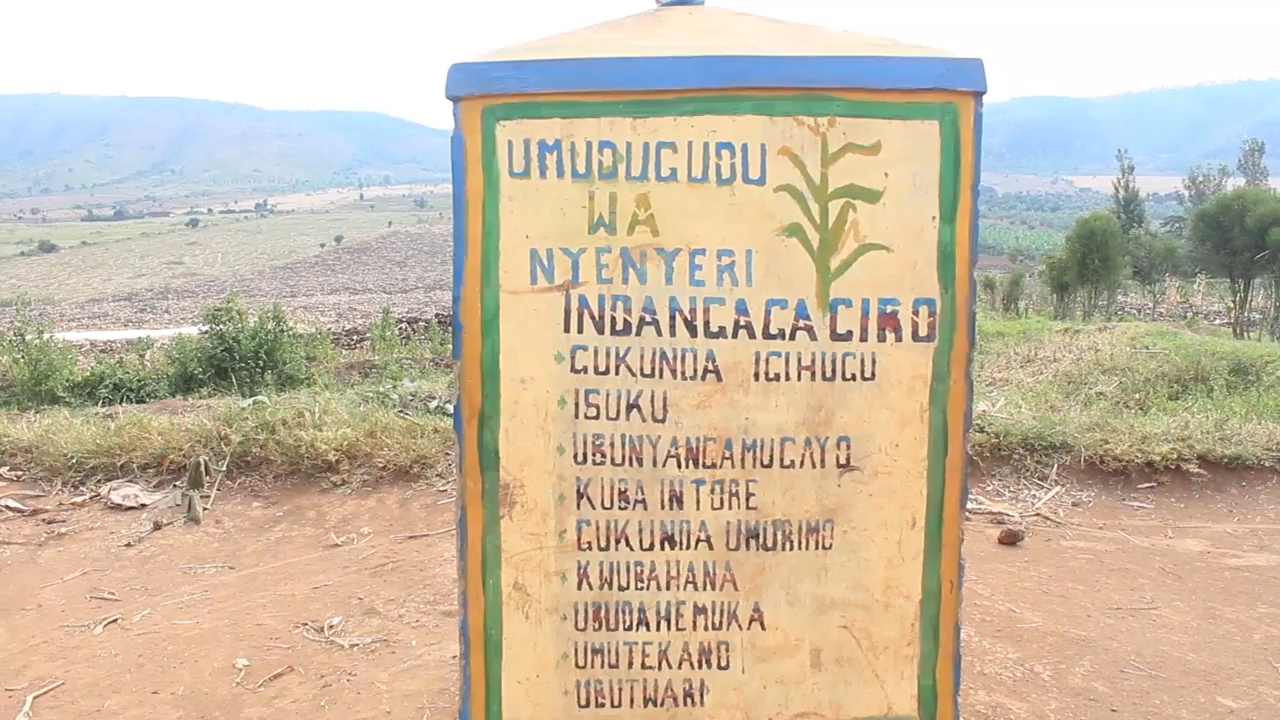 UMUDUGUDU
WA
NYENYERI
INDANGAGACIRO
GUKUNDA IGIHUGU
ISUKU
UBUNYANGAMUGAYO
KUBA INTORE
GUKUNDA UMURIMO
KWUBAHANA
UBUDAHEMUKA
UMUTEKANO
UBUTWARI